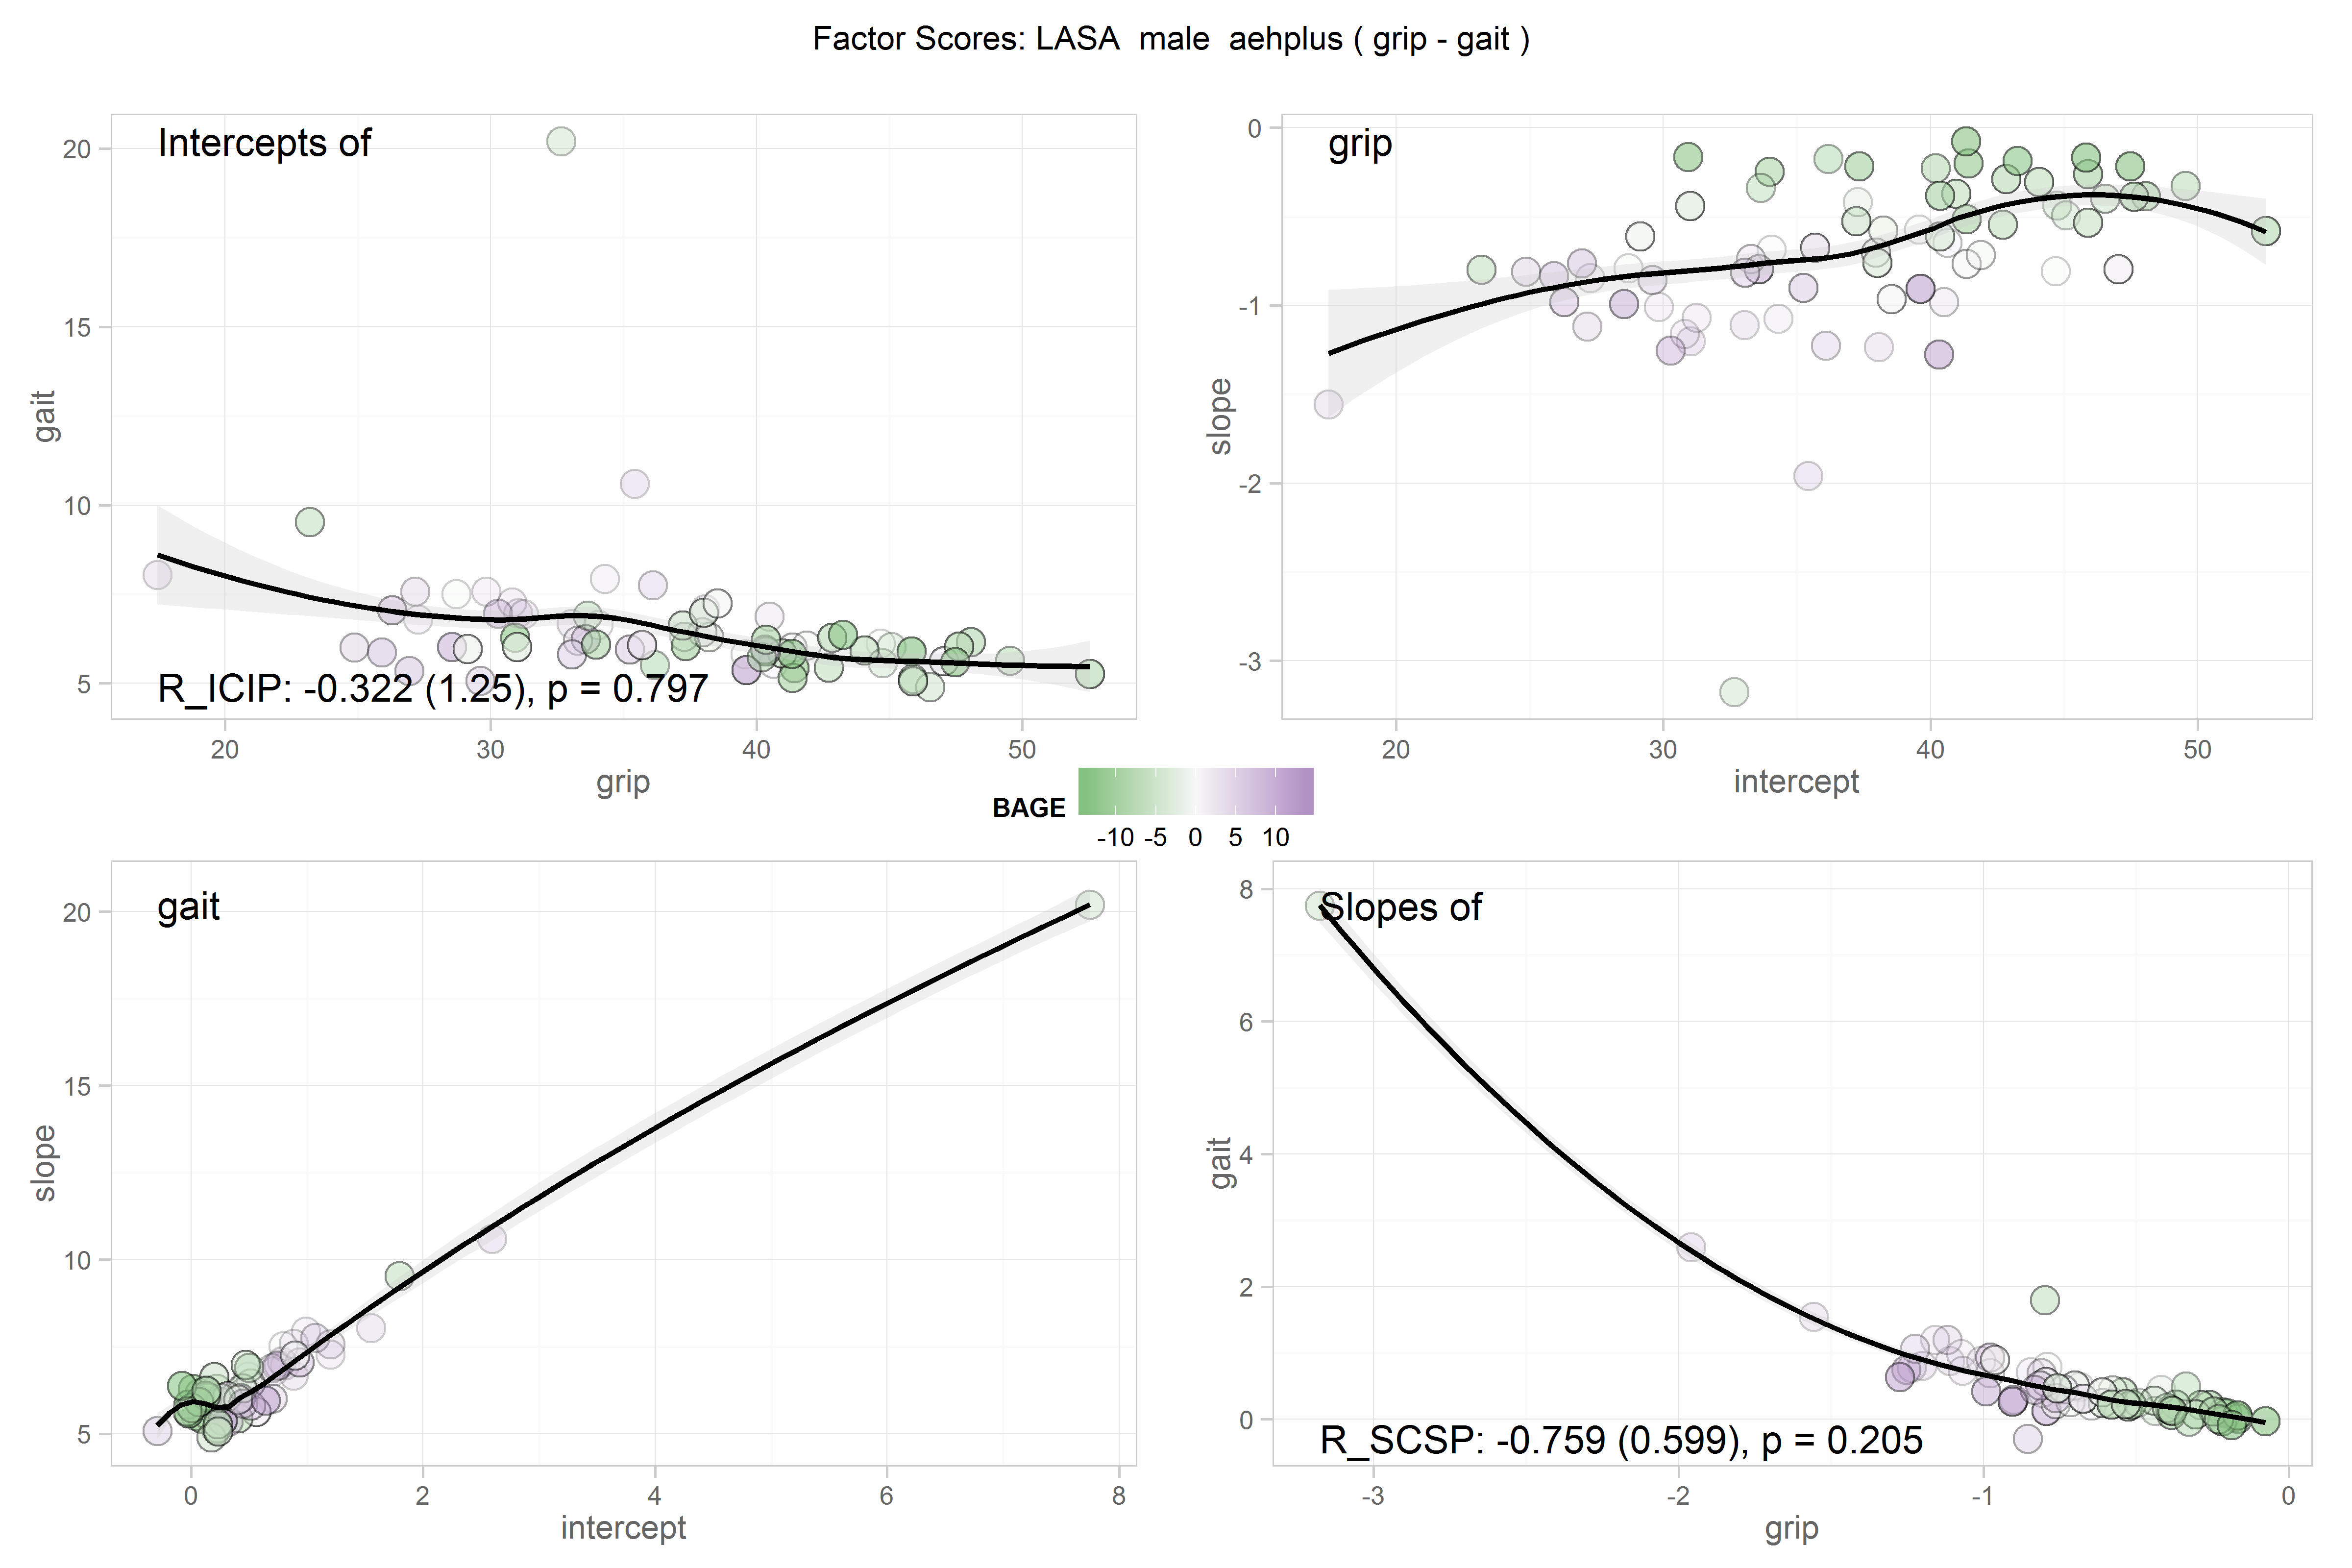 Factor Scores: LASA male aehplus ( grip - gait )
Intercepts of
gait
20
15
10
5
R_ICIP: -0.322 (1.25), p = 0.797
20 30 40 50
grip
grip
slope
0
-1
-2
-3
20 30 40 50
intercept
BAGE
-10 -5 0 5 10
gait
slope
20
15
10
5
0 2 4 6 8
intercept
Slopes of
gait
8
6
4
2
0
R_SCSP: -0.759 (0.599), p = 0.205
-3 -2 -1 0
grip